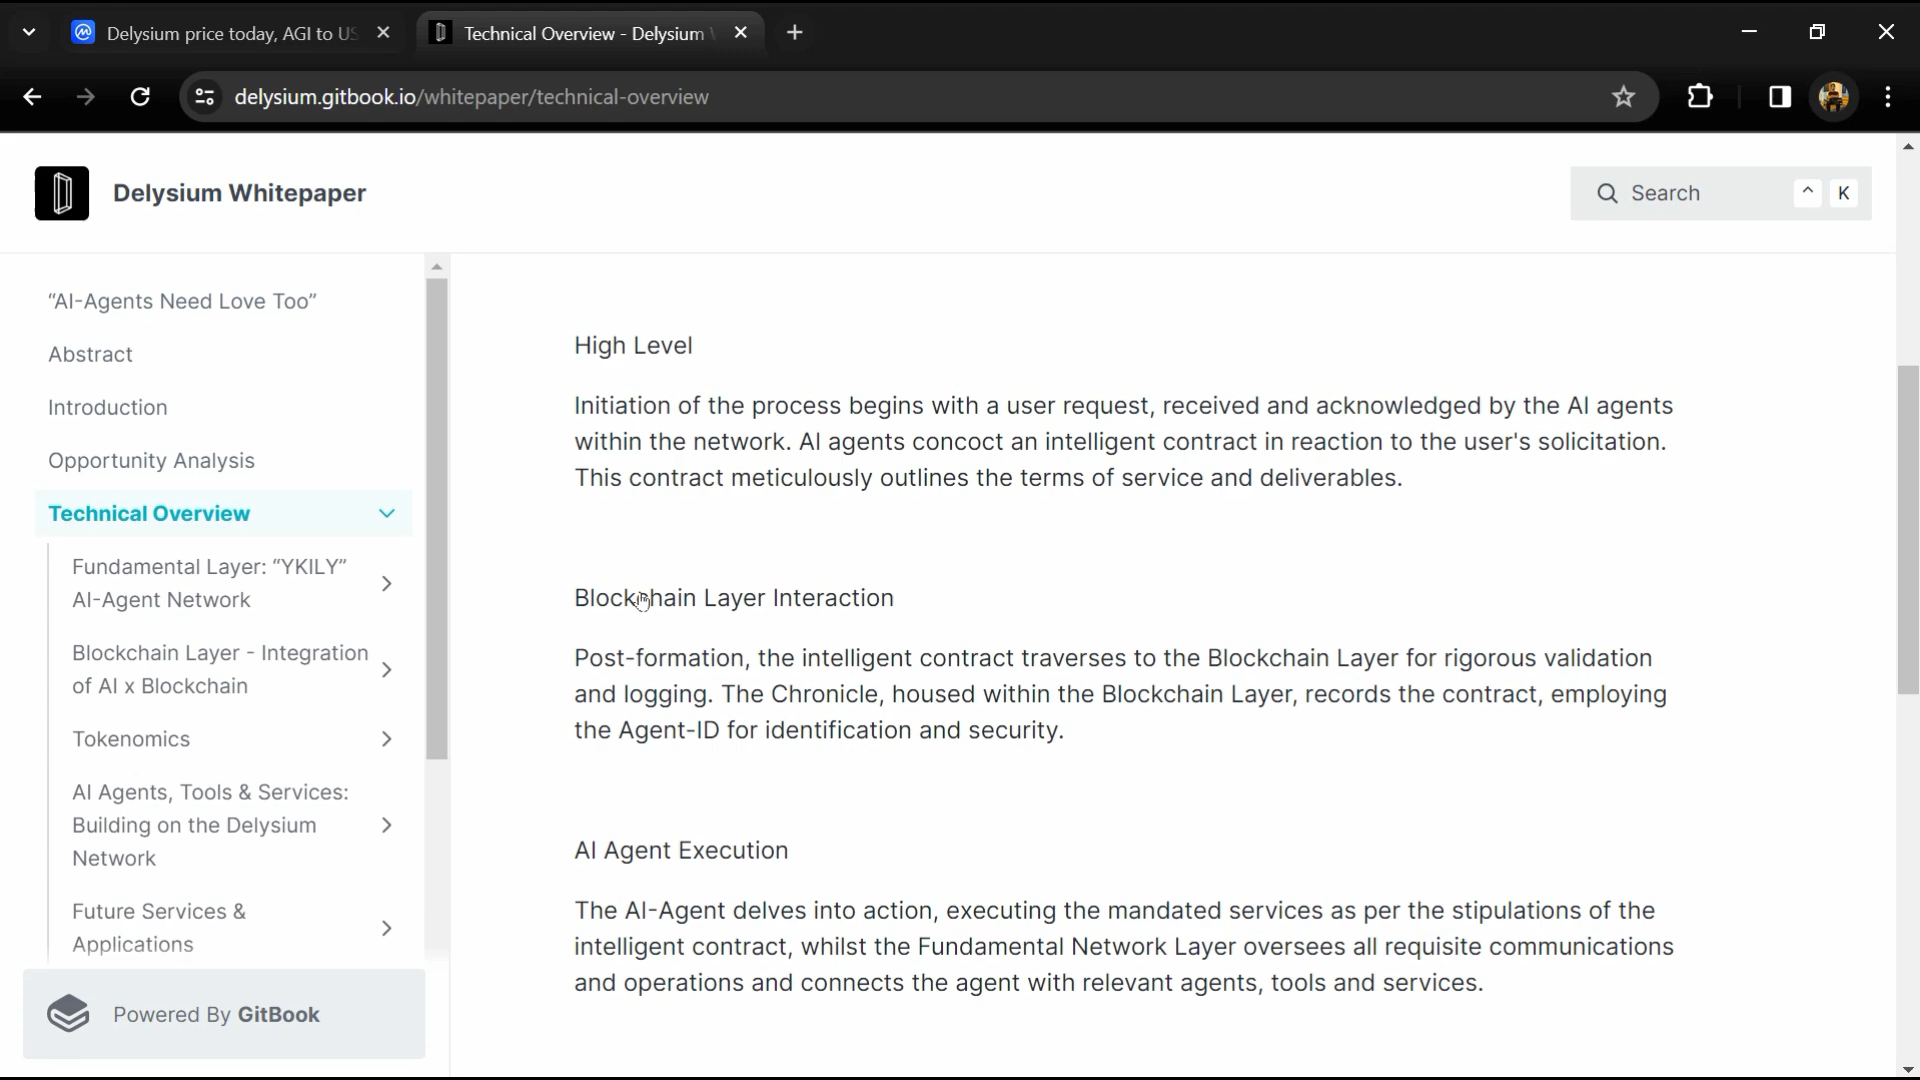 Delysium price today, AGI to US
Technical Overview - Delysium
delysium.gitbook.io/whitepaper/technical-overview
Delysium Whitepaper
Search
^ K
“AI-Agents Need Love Too”
Abstract
Introduction
Opportunity Analysis
Technical Overview
Fundamental Layer: “YKILY”
AI-Agent Network
Blockchain Layer - Integration
of AI x Blockchain
Tokenomics
AI Agents, Tools & Services:
Building on the Delysium
Network
Future Services &
Applications
Powered By GitBook
High Level
Initiation of the process begins with a user request, received and acknowledged by the AI agents
within the network. AI agents concoct an intelligent contract in reaction to the user's solicitation.
This contract meticulously outlines the terms of service and deliverables.
Blockchain Layer Interaction
Post-formation, the intelligent contract traverses to the Blockchain Layer for rigorous validation
and logging. The Chronicle, housed within the Blockchain Layer, records the contract, employing
the Agent-ID for identification and security.
AI Agent Execution
The AI-Agent delves into action, executing the mandated services as per the stipulations of the
intelligent contract, whilst the Fundamental Network Layer oversees all requisite communications
and operations and connects the agent with relevant agents, tools and services.